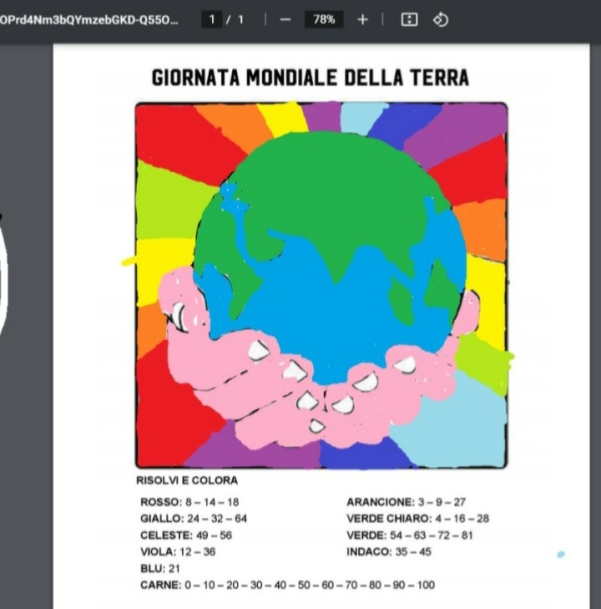 OPrd4Nm3bQYmzebGKD-Q55O... 1 / 1 78%
GIORNATA MONDIALE DELLA TERRA
RISOLVI E COLORA
ROSSO: 8 – 14 – 18
ARANCIONE: 3 – 9 – 27
GIALLO: 24 – 32 – 64
VERDE CHIARO: 4 – 16 – 28
CELESTE: 49 – 56
VERDE: 54 – 63 – 72 – 81
VIOLA: 12 – 36
INDACO: 35 – 45
BLU: 21
CARNE: 0 – 10 – 20 – 30 – 40 – 50 – 60 – 70 – 80 – 90 – 100